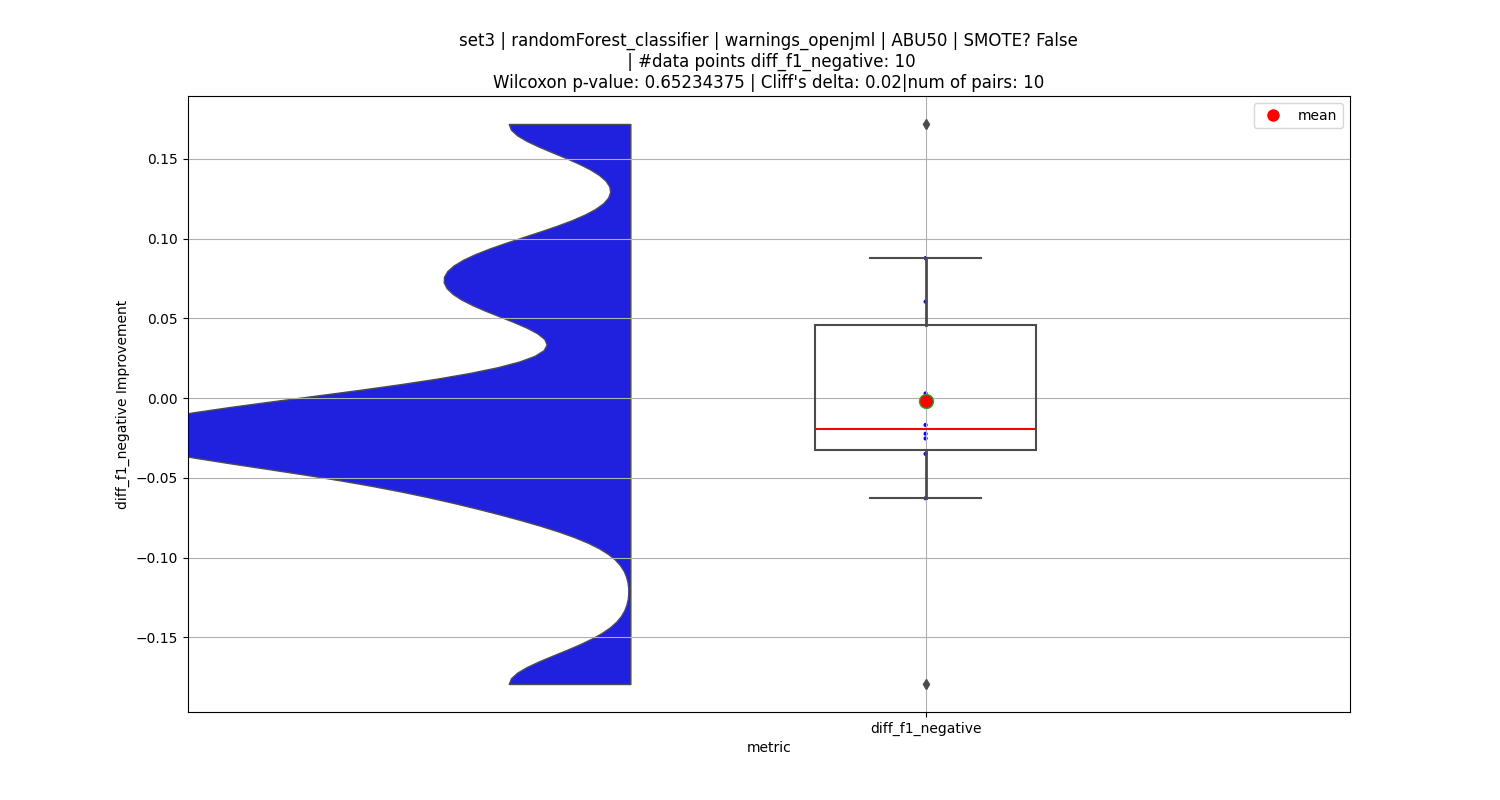 set3 | randomForest_classifier | warnings_openjml | ABU50 | SMOTE? False
| #data points diff_f1_negative: 10
Wilcoxon p-value: 0.65234375 | Cliff's delta: 0.02|num of pairs: 10
mean
0.15
0.10
0.05
0.00
−0.05
−0.10
−0.15
diff_f1_negative Improvement
diff_f1_negative
metric